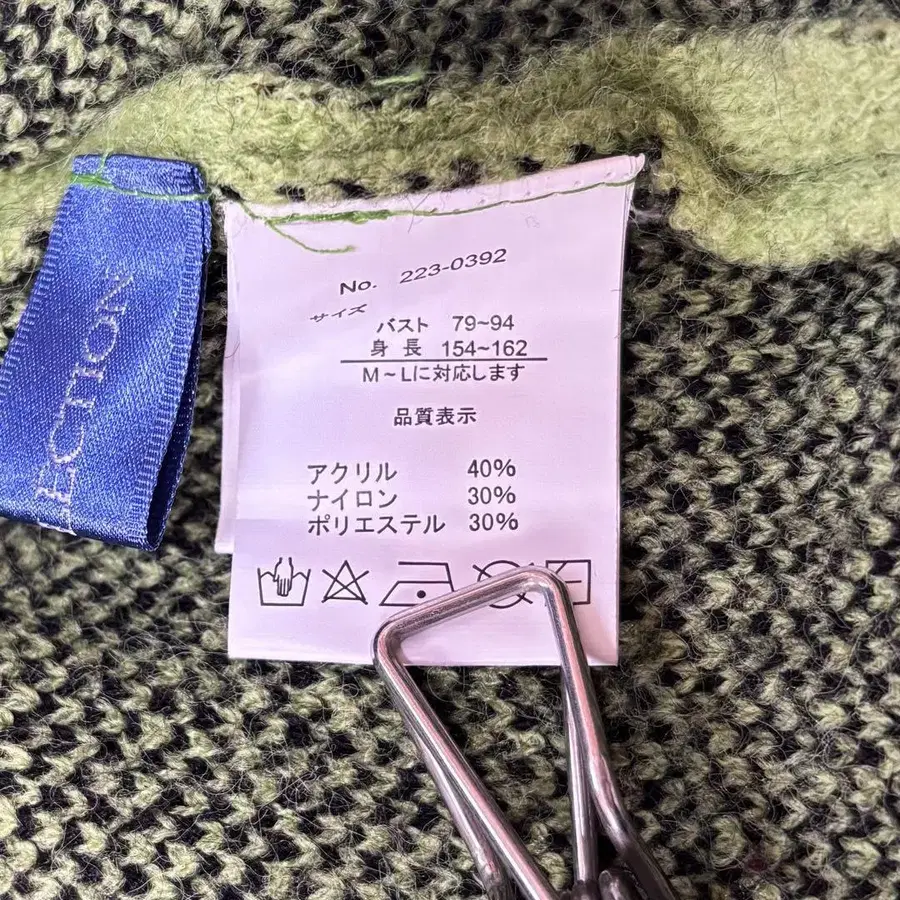 LECTION
No. 223-0392
サイズ
バスト 79~94
身長 154~162
M~Lに対応します
品質表示
アクリル 40%
ナイロン 30%
ポリエステル 30%